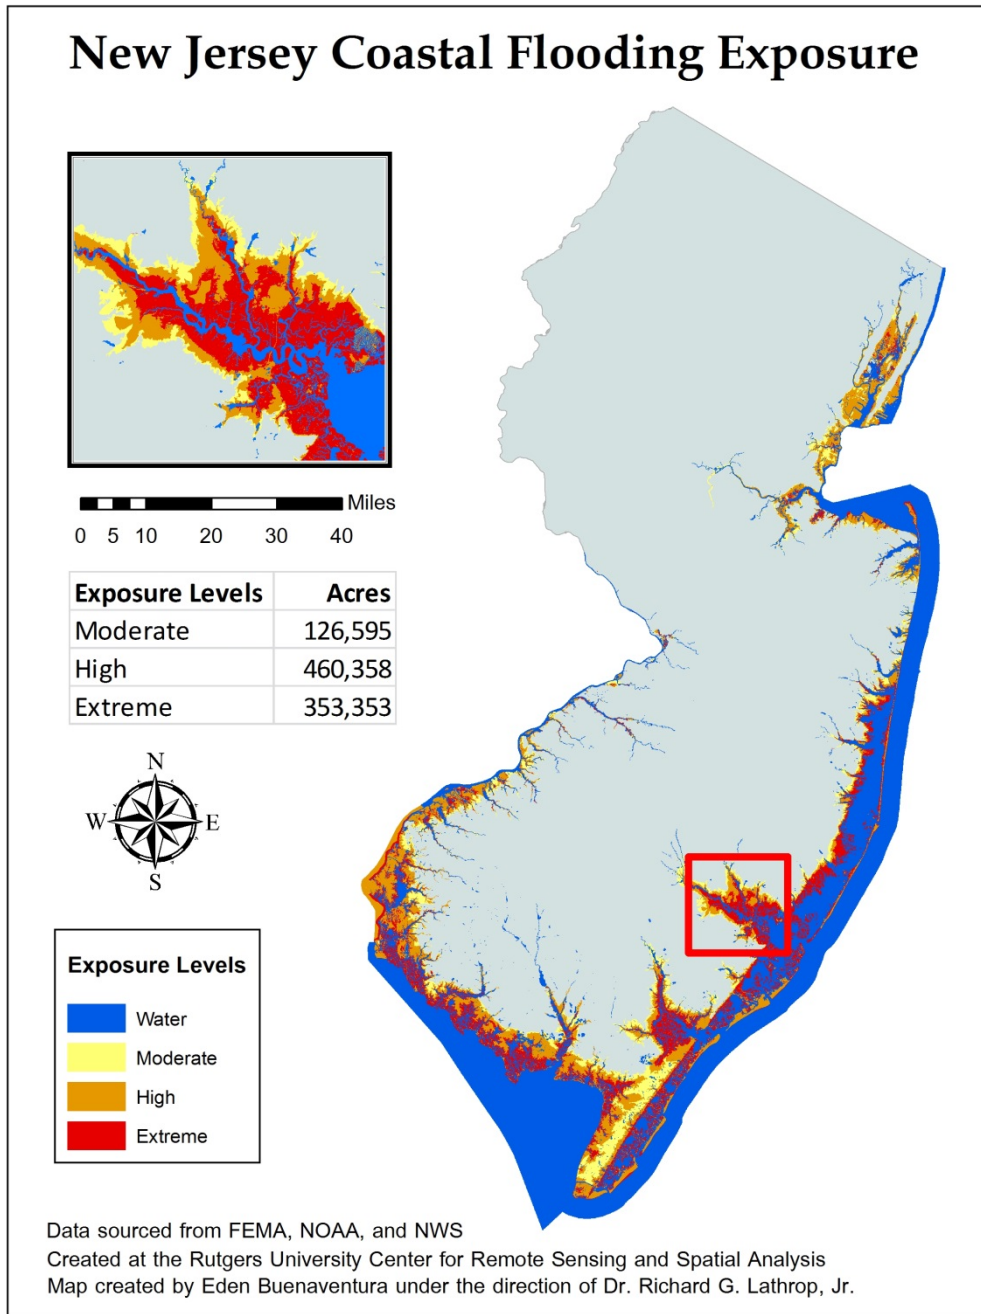 New Jersey Coastal Flooding Exposure
Miles
0 5 10 20 30 40
Exposure Levels Acres
Moderate 126,595
High 460,358
Extreme 353,353
N
W E
S
Exposure Levels
Water
Moderate
High
Extreme
Data sourced from FEMA, NOAA, and NWS
Created at the Rutgers University Center for Remote Sensing and Spatial Analysis
Map created by Eden Buenaventura under the direction of Dr. Richard G. Lathrop, Jr.